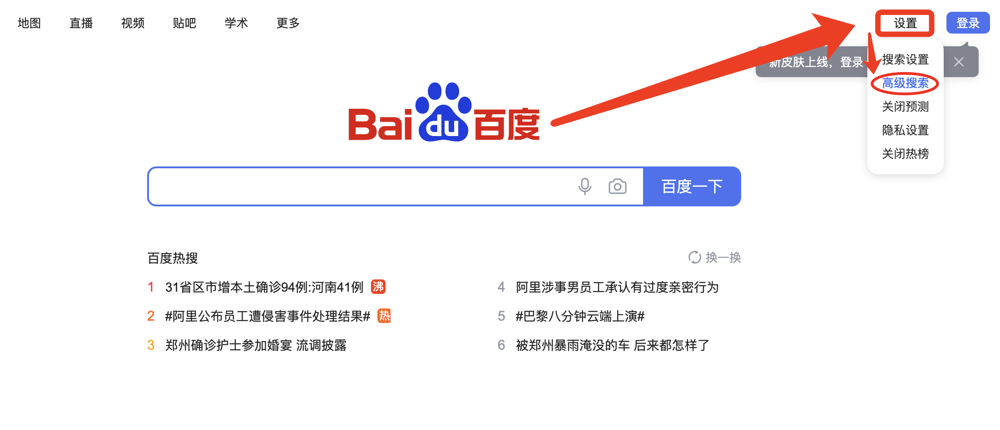 地图 直播 视频 贴吧 学术 更多 设置 登录
新皮肤上线，登录
搜索设置
高级搜索
关闭预测
隐私设置
关闭热榜
Bai du 百度
百度一下
百度热搜 换一换
1 31省区市增本土确诊94例:河南41例 沸
2 #阿里公布员工遭侵害事件处理结果# 热
3 郑州确诊护士参加婚宴 流调披露
4 阿里涉事男员工承认有过度亲密行为
5 #巴黎八分钟云端上演#
6 被郑州暴雨淹没的车 后来都怎样了